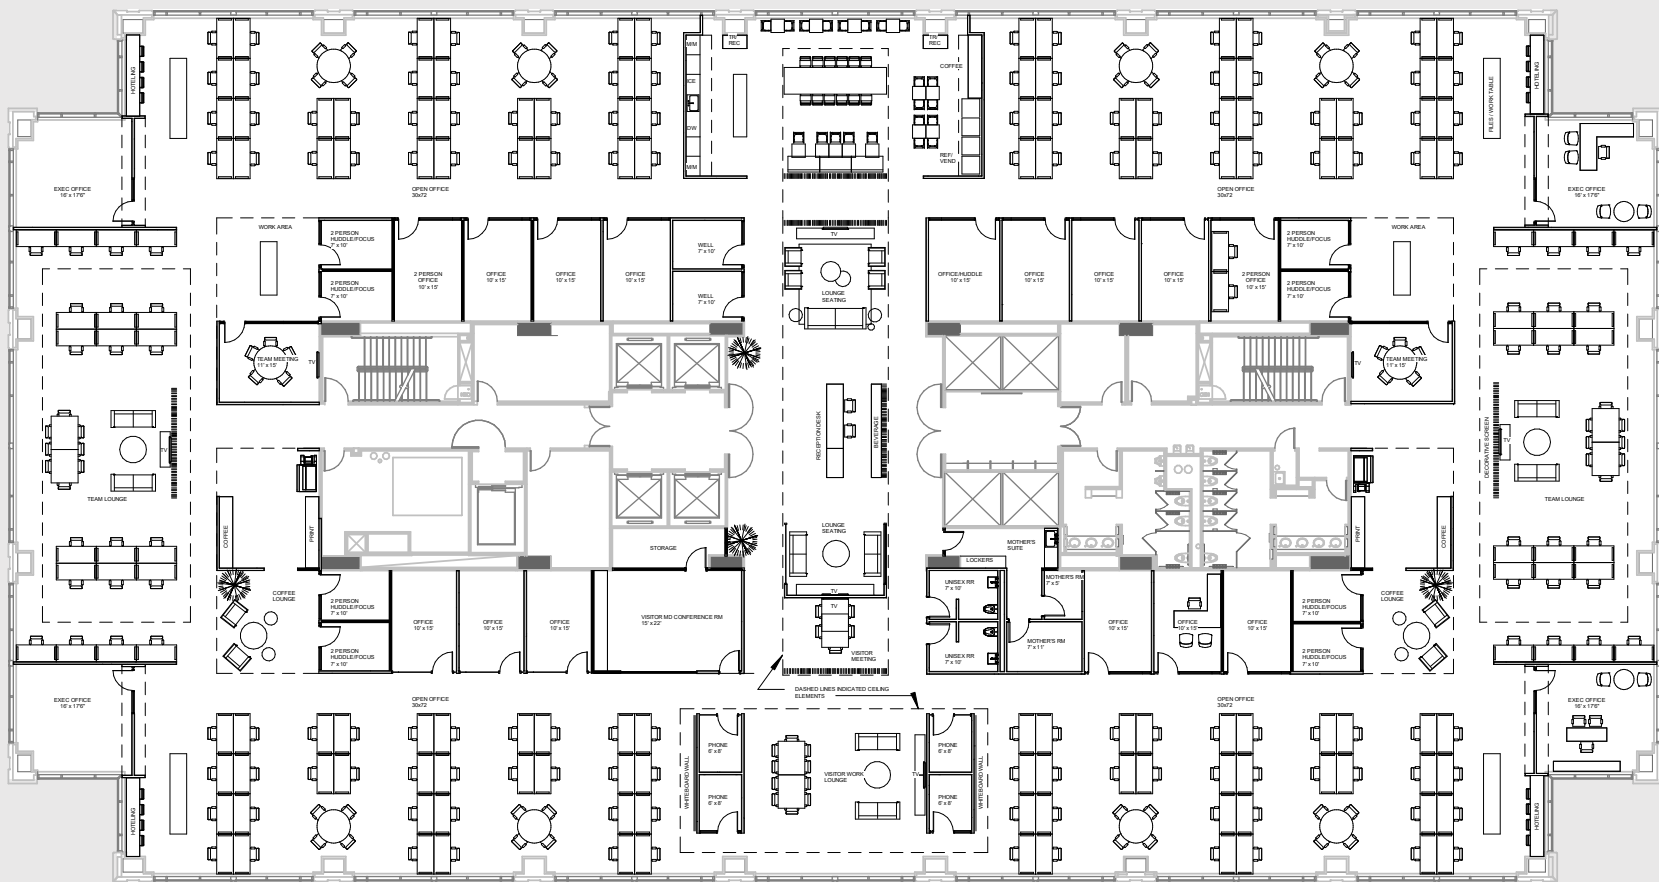 M/M
TR/
REC
TR/
REC
HOTELING
ICE
DW
M/M
COFFEE
REF/
VEND
FILES / WORK TABLE
HOTELING
EXEC OFFICE
16' x 17'6"
OPEN OFFICE
30x72
OPEN OFFICE
30x72
EXEC OFFICE
16' x 17'6"
WORK AREA
2 PERSON
HUDDLE/FOCUS
7' x 10'
2 PERSON
HUDDLE/FOCUS
7' x 10'
2 PERSON
OFFICE
10' x 15'
OFFICE
10' x 15'
OFFICE
10' x 15'
OFFICE
10' x 15'
WELL
7' x 10'
WELL
7' x 10'
TV
LOUNGE
SEATING
OFFICE/HUDDLE
10' x 15'
OFFICE
10' x 15'
OFFICE
10' x 15'
OFFICE
10' x 15'
2 PERSON
OFFICE
10' x 15'
2 PERSON
HUDDLE/FOCUS
7' x 10'
2 PERSON
HUDDLE/FOCUS
7' x 10'
WORK AREA
TEAM MEETING
11' x 15'
TV
TV
TEAM MEETING
11' x 15'
RECEPTION DESK
BEVERAGE
TV
TEAM LOUNGE
DECORATIVE SCREEN
TV
TEAM LOUNGE
COFFEE
PRINT
STORAGE
LOUNGE
SEATING
MOTHER'S
SUITE
LOCKERS
PRINT
COFFEE
COFFEE
LOUNGE
2 PERSON
HUDDLE/FOCUS
7' x 10'
2 PERSON
HUDDLE/FOCUS
7' x 10'
OFFICE
10' x 15'
OFFICE
10' x 15'
OFFICE
10' x 15'
VISITOR MD CONFERENCE RM
15' x 22'
TV
TV
VISITOR
MEETING
UNISEX RR
7' x 10'
UNISEX RR
7' x 10'
MOTHER'S RM
7' x 5'
MOTHER'S RM
7' x 11'
OFFICE
10' x 15'
OFFICE
10' x 15'
OFFICE
10' x 15'
2 PERSON
HUDDLE/FOCUS
7' x 10'
2 PERSON
HUDDLE/FOCUS
7' x 10'
COFFEE
LOUNGE
DASHED LINES INDICATED CEILING
ELEMENTS
EXEC OFFICE
16' x 17'6"
OPEN OFFICE
30x72
OPEN OFFICE
30x72
EXEC OFFICE
16' x 17'6"
HOTELING
WHITEBOARD WALL
PHONE
6' x 8'
PHONE
6' x 8'
VISITOR WORK
LOUNGE
TV
PHONE
6' x 8'
PHONE
6' x 8'
WHITEBOARD WALL
HOTELING